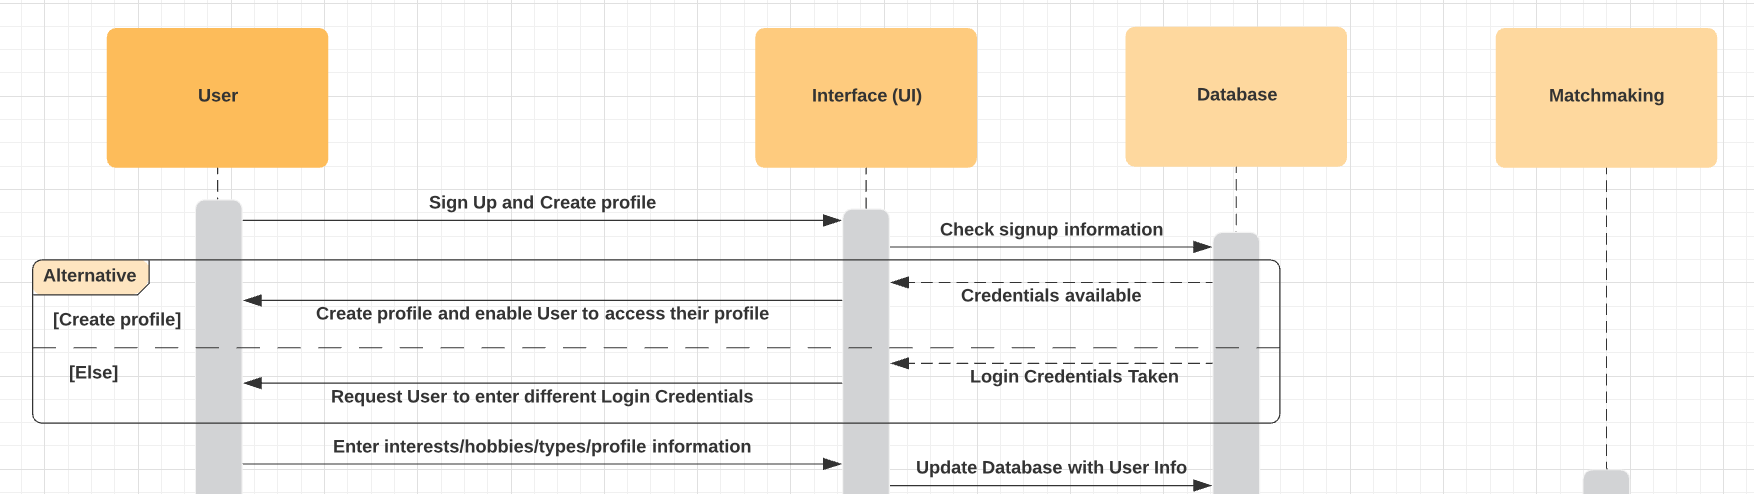 User
Interface (UI)
Database
Matchmaking
Sign Up and Create profile
Check signup information
Alternative
Credentials available
Create profile and enable User to access their profile
[Create profile]
[Else]
Login Credentials Taken
Request User to enter different Login Credentials
Enter interests/hobbies/types/profile information
Update Database with User Info